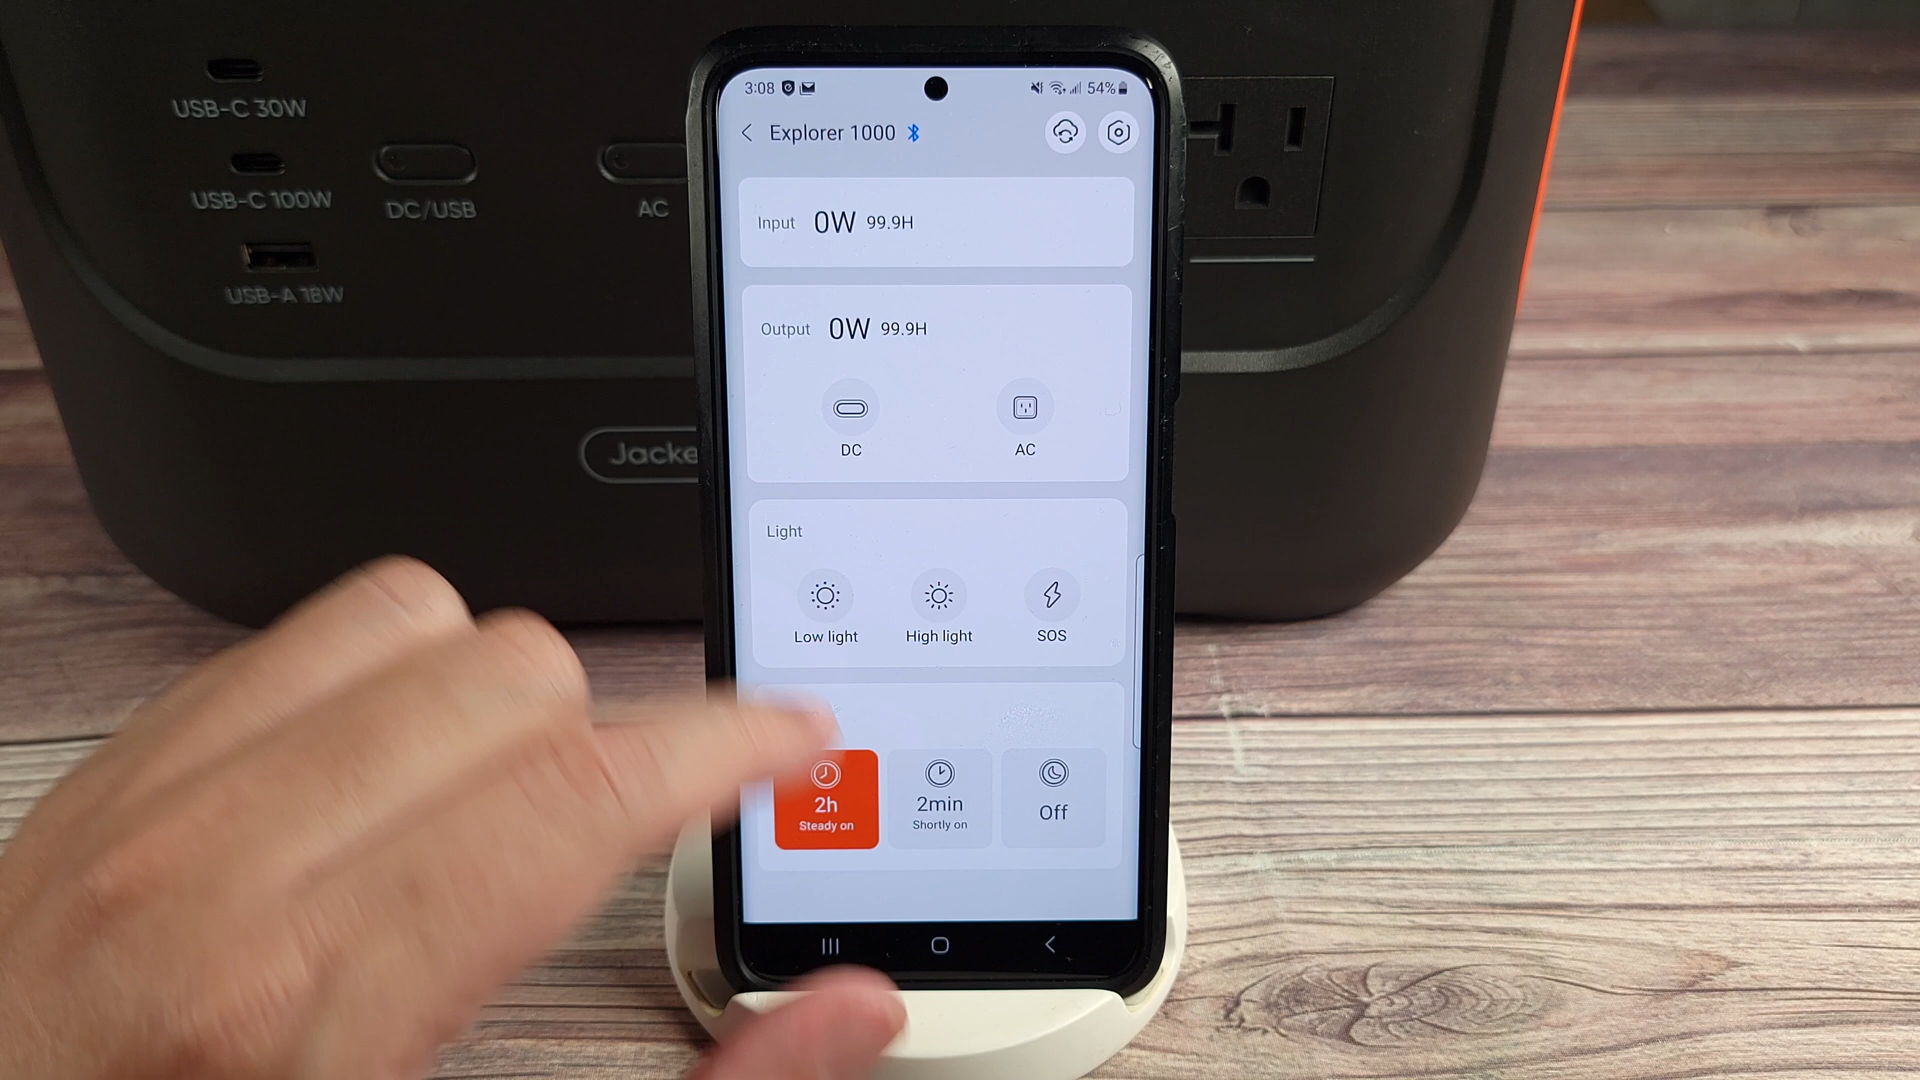 USB-C 30W
USB-C 100W
DC/USB
AC
USB-A 18W
Jacke
3:08
54%
Explorer 1000
Input 0W 99.9H
Output 0W 99.9H
DC
AC
Light
Low light
High light
SOS
2h
Steady on
2min
Shortly on
Off